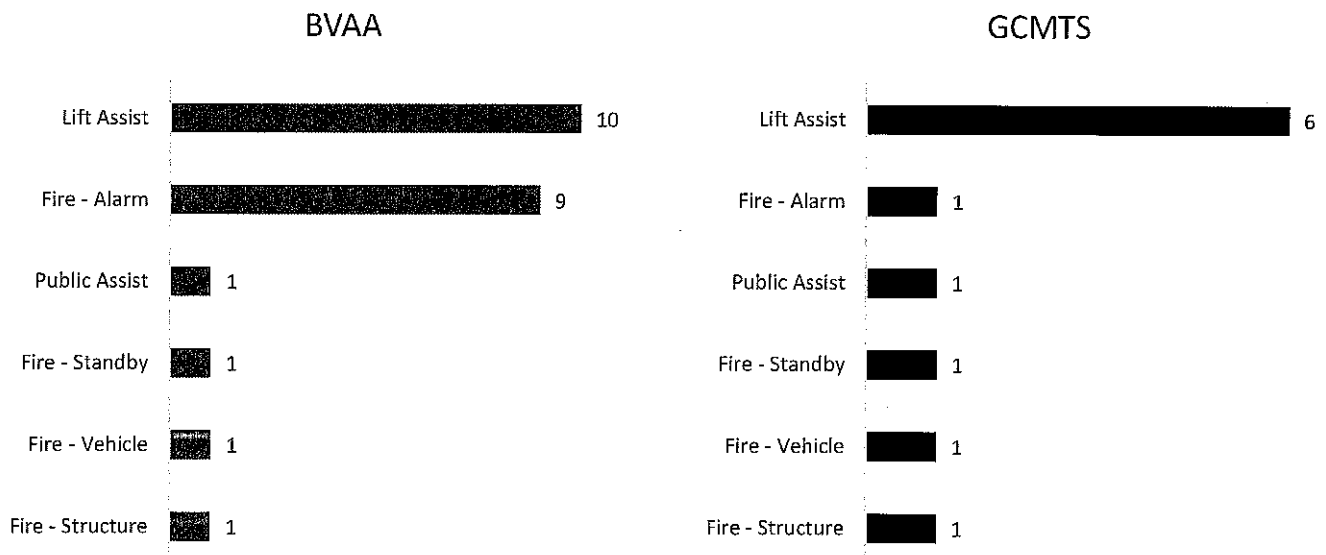 BVAA
Lift Assist 10
Fire - Alarm 9
Public Assist 1
Fire - Standby 1
Fire - Vehicle 1
Fire - Structure 1
GCMTS
Lift Assist 6
Fire - Alarm 1
Public Assist 1
Fire - Standby 1
Fire - Vehicle 1
Fire - Structure 1